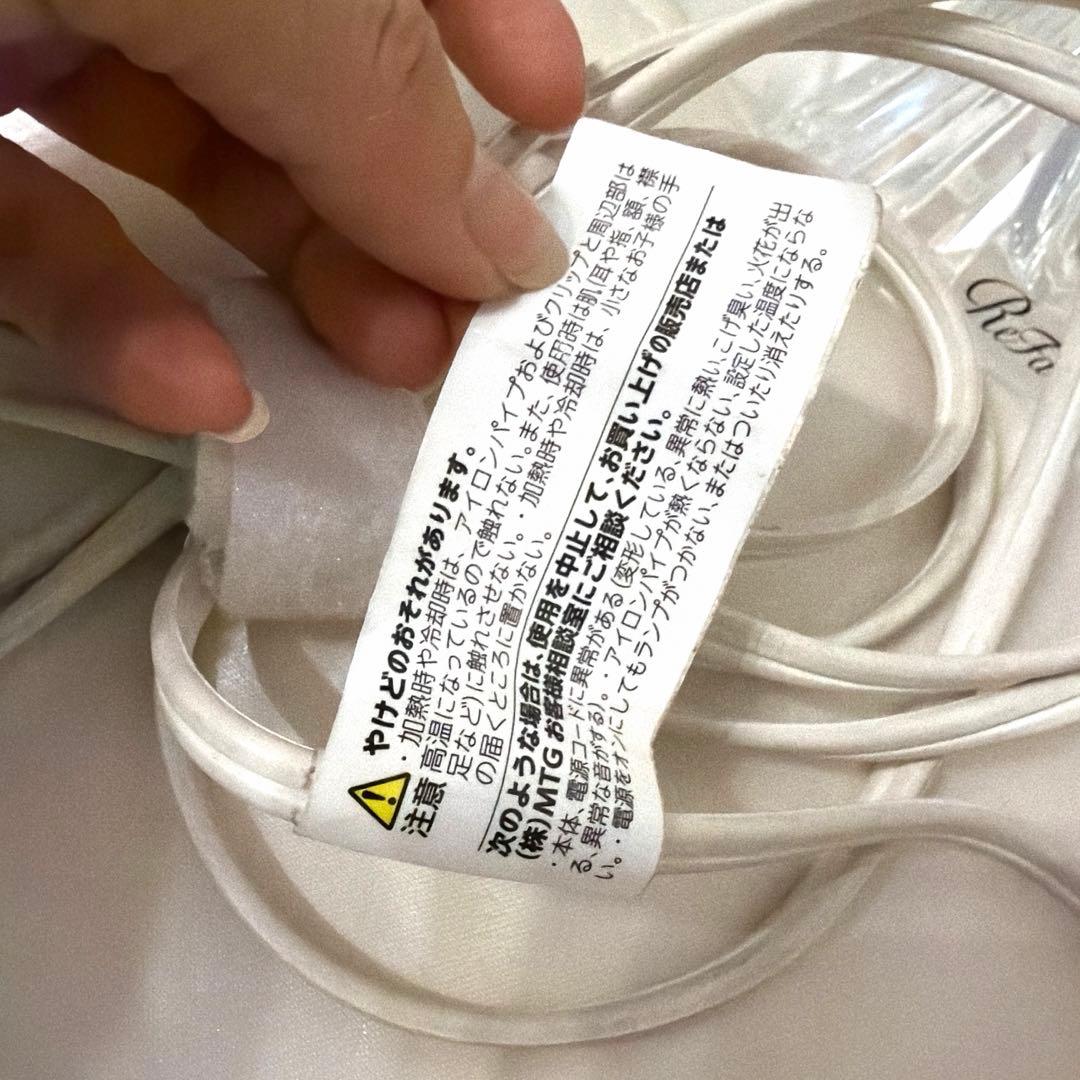 注意
やけどのおそれがあります。
・加熱時や冷却時は、アイロンパイプおよびクリップと周辺部は
高温になっているので触れない。また、使用時は肌(耳や指、額、襟
足など)に触れさせない。・加熱時や冷却時は、小さなお子様の手
の届くところに置かない。
次のような場合は、使用を中止して、お買い上げの販売店または
(株)MTG お客様相談室にご相談ください。
・本体、電源コードに異常がある(変形している、異常に熱い、こげ臭い、火花が出
る、異常な音がする)。・アイロンパイプが熱くならない、設定した温度にならな
い。・電源をオンにしてもランプがつかない、またはついたり消えたりする。
ReFa